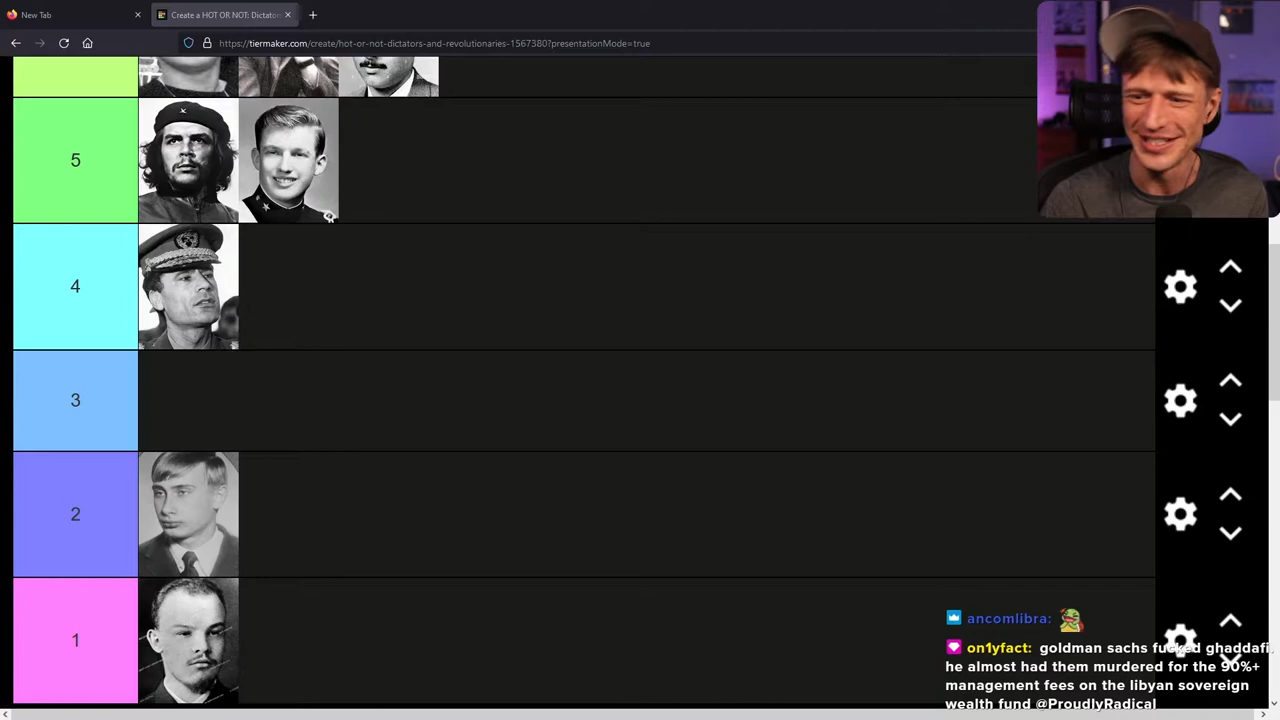 New Tab
Create a HOT OR NOT: Dictator
https://tiermaker.com/create/hot-or-not-dictators-and-revolutionaries-1567380?presentationMode=true
5
4
3
2
1
ancomlibra:
on1yfact: goldman sachs fucked ghaddafi.
he almost had them murdered for the 90%+
management fees on the libyan sovereign
wealth fund @ProudlyRadical